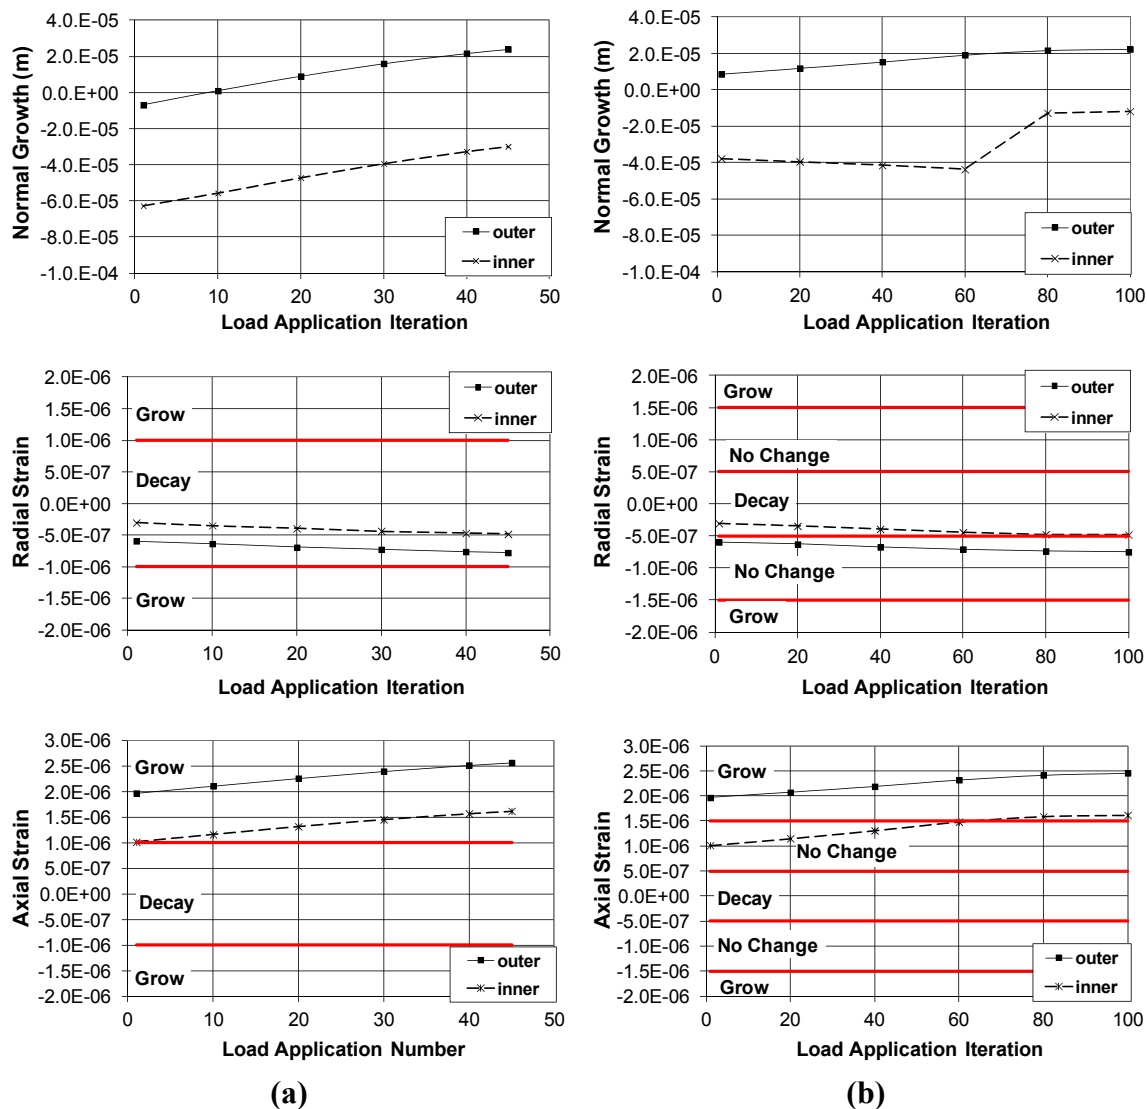 4.0.E-05
2.0.E-05
0.0.E+00
-2.0.E-05
-4.0.E-05
-6.0.E-05
-8.0.E-05
-1.0.E-04
Normal Growth (m)
outer
inner
0 10 20 30 40 50
Load Application Iteration
4.0.E-05
2.0.E-05
0.0.E+00
-2.0.E-05
-4.0.E-05
-6.0.E-05
-8.0.E-05
-1.0.E-04
Normal Growth (m)
outer
inner
0 20 40 60 80 100
Load Application Iteration
2.0E-06
1.5E-06
1.0E-06
5.0E-07
0.0E+00
-5.0E-07
-1.0E-06
-1.5E-06
-2.0E-06
Radial Strain
outer
inner
Grow
Decay
Grow
0 10 20 30 40 50
Load Application Iteration
2.0E-06
1.5E-06
1.0E-06
5.0E-07
0.0E+00
-5.0E-07
-1.0E-06
-1.5E-06
-2.0E-06
Radial Strain
outer
inner
Grow
No Change
Decay
No Change
Grow
0 20 40 60 80 100
Load Application Iteration
3.0E-06
2.5E-06
2.0E-06
1.5E-06
1.0E-06
5.0E-07
0.0E+00
-5.0E-07
-1.0E-06
-1.5E-06
-2.0E-06
Axial Strain
Grow
Decay
Grow
outer
inner
0 10 20 30 40 50
Load Application Number
(a)
3.0E-06
2.5E-06
2.0E-06
1.5E-06
1.0E-06
5.0E-07
0.0E+00
-5.0E-07
-1.0E-06
-1.5E-06
-2.0E-06
Axial Strain
Grow
No Change
Decay
No Change
Grow
outer
inner
0 20 40 60 80 100
Load Application Iteration
(b)